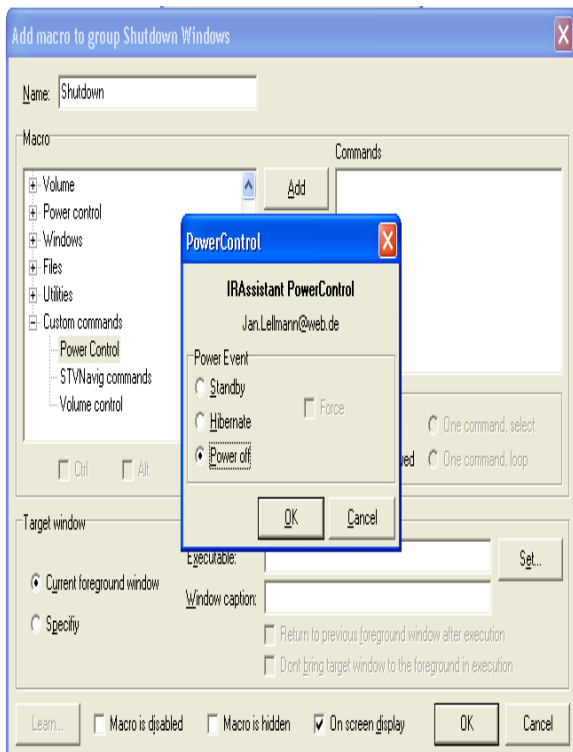 Add macro to group Shutdown Windows
Name: Shutdown
Macro
Commands
Volume
Power control
Windows
Files
Utilities
Custom commands
Power Control
STVNavig commands
Volume control
Add
Ctrl
Alt
One command, select
One command, loop
PowerControl
IRAssistant PowerControl
Jan.Lellmann@web.de
Power Event
Standby
Hibernate
Power off
Force
OK
Cancel
Target window
Current foreground window
Specifiy
Executable:
Window caption:
Set...
Return to previous foreground window after execution
Dont bring target window to the foreground in execution
Learn...
Macro is disabled
Macro is hidden
On screen display
OK
Cancel